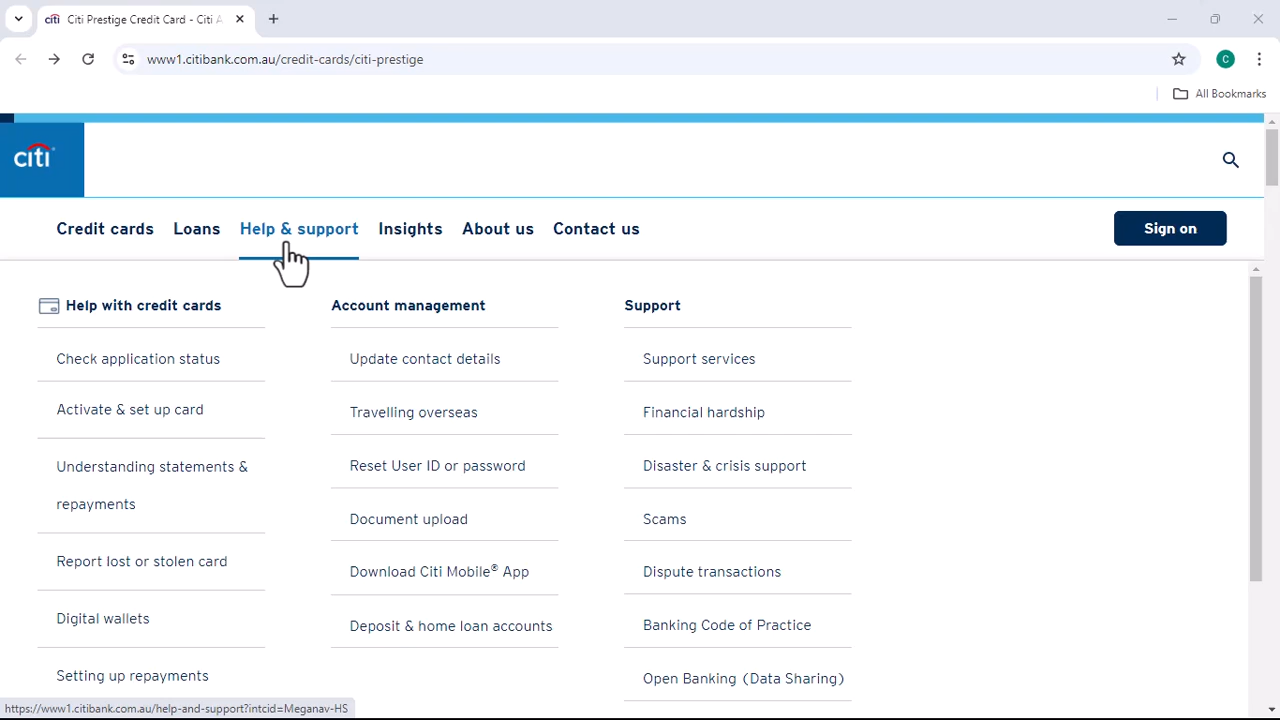 Citi Prestige Credit Card - Citi A
www1.citibank.com.au/credit-cards/citi-prestige
C
All Bookmarks
citi
Credit cards Loans Help & support Insights About us Contact us Sign on
Help with credit cards
Check application status
Activate & set up card
Understanding statements &
repayments
Report lost or stolen card
Digital wallets
Setting up repayments
Account management
Update contact details
Travelling overseas
Reset User ID or password
Document upload
Download Citi Mobile® App
Deposit & home loan accounts
Support
Support services
Financial hardship
Disaster & crisis support
Scams
Dispute transactions
Banking Code of Practice
Open Banking (Data Sharing)
https://www1.citibank.com.au/help-and-support?intcid=Meganav-HS